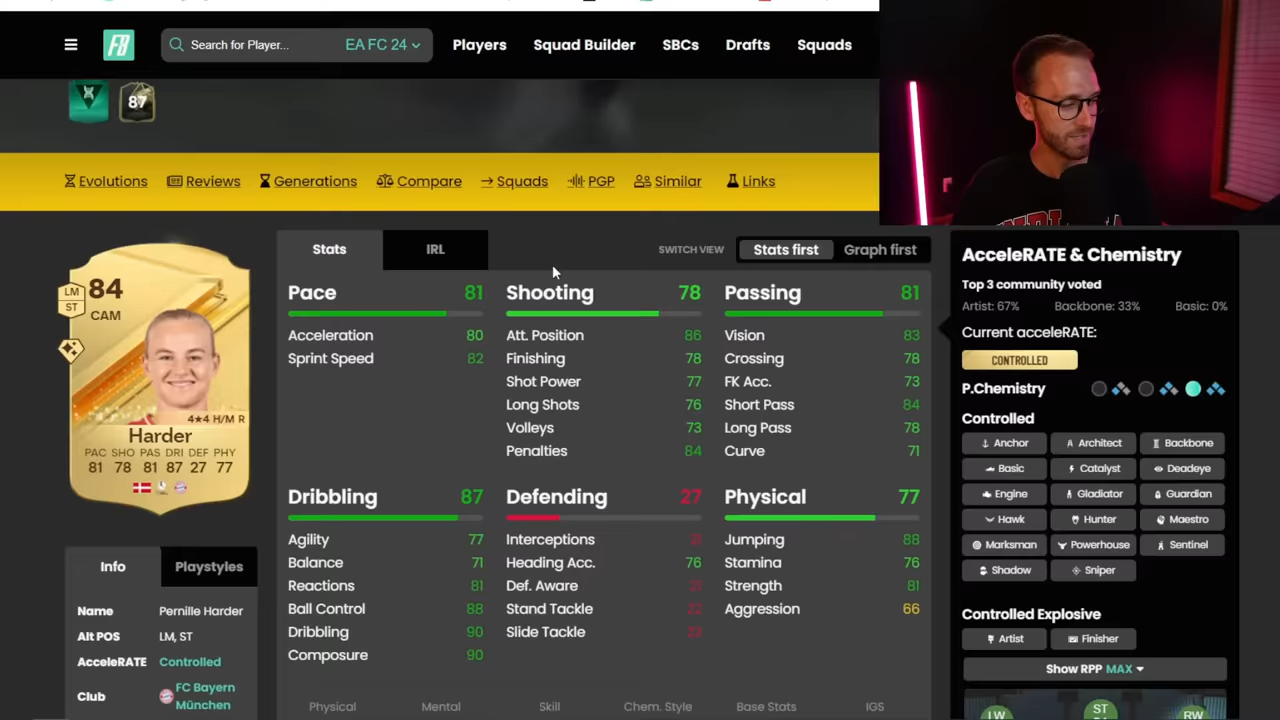 FB
Search for Player...
EA FC 24
Players
Squad Builder
SBCs
Drafts
Squads
87
Evolutions
Reviews
Generations
Compare
Squads
PGP
Similar
Links
LM
ST
84
CAM
4★4 H/M R
Harder
PAC SHO PAS DRI DEF PHY
81 78 81 87 27 77
Info
Playstyles
Name Pernille Harder
Alt POS LM, ST
AcceleRATE Controlled
Club FC Bayern
München
Stats
IRL
SWITCH VIEW
Stats first
Graph first
Pace 81
Acceleration 80
Sprint Speed 82
Shooting 78
Att. Position 86
Finishing 78
Shot Power 77
Long Shots 76
Volleys 73
Penalties 84
Passing 81
Vision 83
Crossing 78
FK Acc. 73
Short Pass 84
Long Pass 78
Curve 71
Dribbling 87
Agility 77
Balance 71
Reactions 81
Ball Control 88
Dribbling 90
Composure 90
Defending 27
Interceptions
Heading Acc. 76
Def. Aware
Stand Tackle 22
Slide Tackle 23
Physical 77
Jumping 88
Stamina 76
Strength 81
Aggression 66
Physical
Mental
Skill
Chem. Style
Base Stats
IGS
AcceleRATE & Chemistry
Top 3 community voted
Artist: 67%
Backbone: 33%
Basic: 0%
Current acceleRATE:
CONTROLLED
P.Chemistry
Controlled
Anchor
Architect
Backbone
Basic
Catalyst
Deadeye
Engine
Gladiator
Guardian
Hawk
Hunter
Maestro
Marksman
Powerhouse
Sentinel
Shadow
Sniper
Controlled Explosive
Artist
Finisher
Show RPP MAX
LW
ST
RW